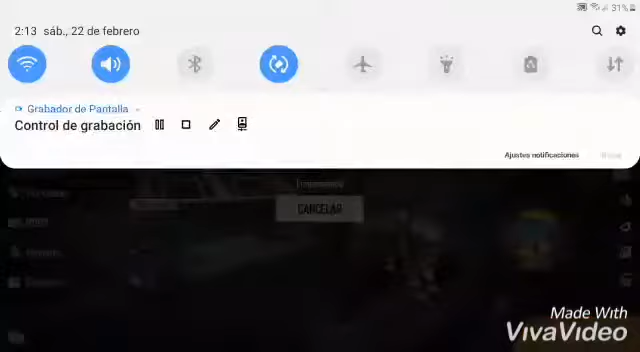 31%
2:13 sáb., 22 de febrero
Grabador de Pantalla
Control de grabación
Ajustes notificaciones
CANCELAR
Made With
VivaVideo